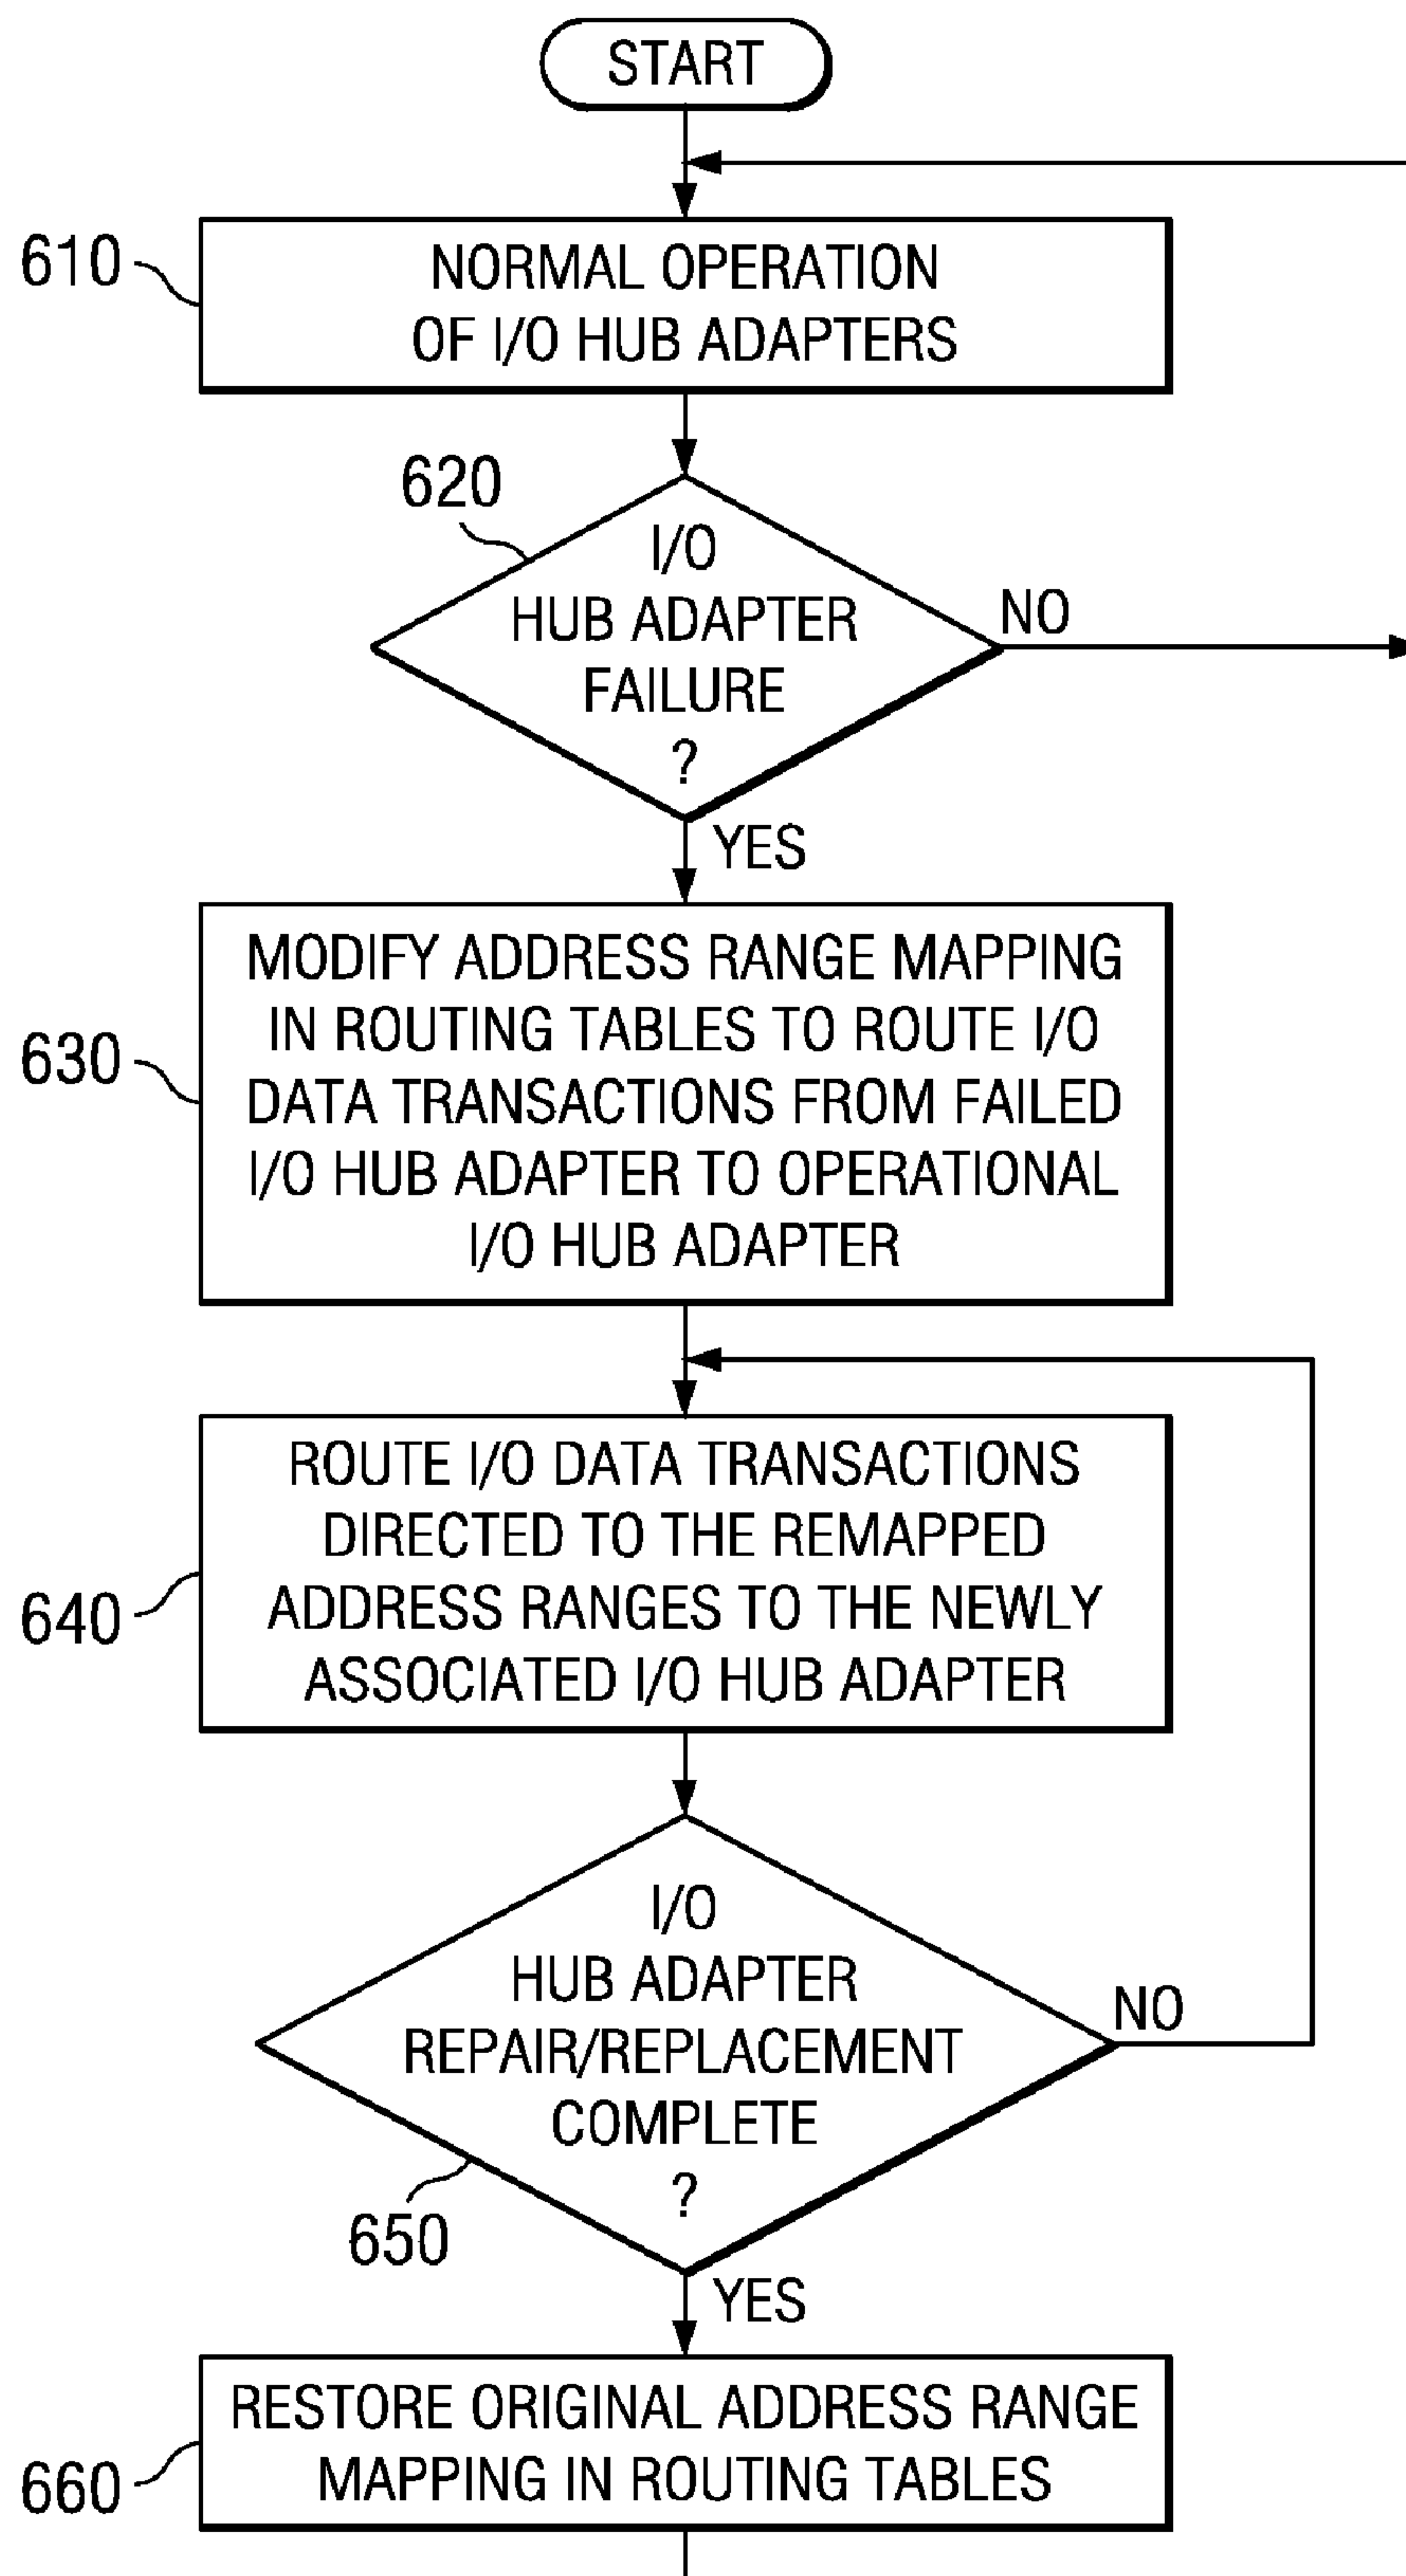 START
610
NORMAL OPERATION
OF I/O HUB ADAPTERS
620
I/O
HUB ADAPTER
FAILURE
?
NO
YES
630
MODIFY ADDRESS RANGE MAPPING
IN ROUTING TABLES TO ROUTE I/O
DATA TRANSACTIONS FROM FAILED
I/O HUB ADAPTER TO OPERATIONAL
I/O HUB ADAPTER
640
ROUTE I/O DATA TRANSACTIONS
DIRECTED TO THE REMAPPED
ADDRESS RANGES TO THE NEWLY
ASSOCIATED I/O HUB ADAPTER
I/O
HUB ADAPTER
REPAIR/REPLACEMENT
COMPLETE
?
NO
650
YES
660
RESTORE ORIGINAL ADDRESS RANGE
MAPPING IN ROUTING TABLES